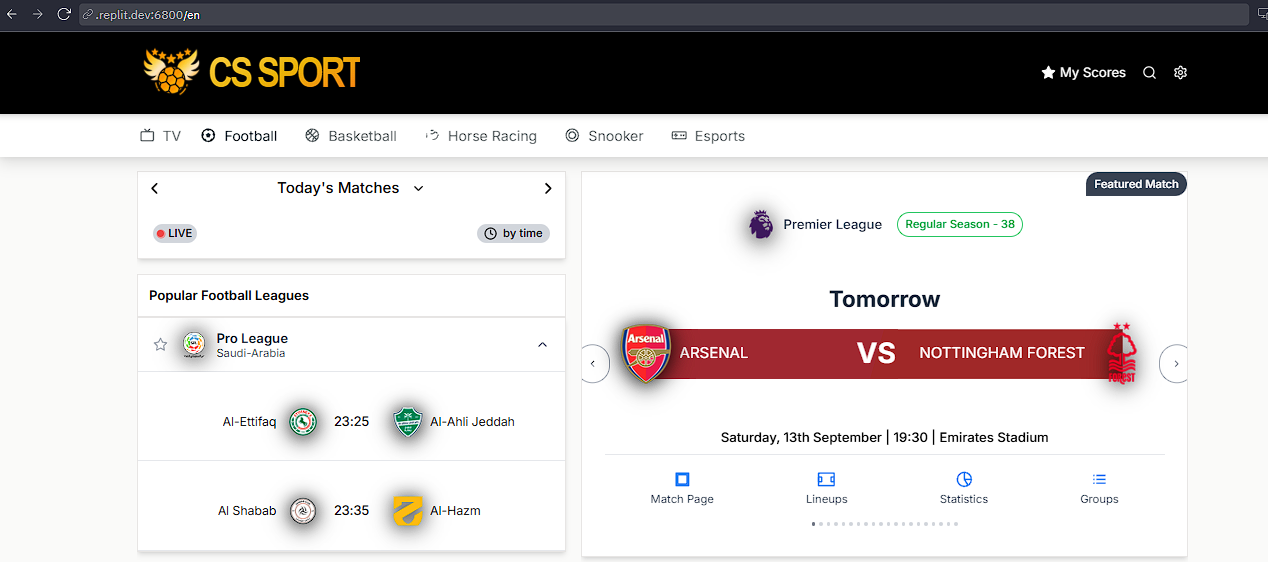 .replit.dev:6800/en
CS SPORT
My Scores
TV Football Basketball Horse Racing Snooker Esports
Today's Matches
LIVE by time
Popular Football Leagues
Pro League
Saudi-Arabia
Al-Ettifaq 23:25 Al-Ahli Jeddah
Al Shabab 23:35 Al-Hazm
Featured Match
Premier League Regular Season - 38
Tomorrow
Arsenal ARSENAL VS NOTTINGHAM FOREST FOREST
Saturday, 13th September | 19:30 | Emirates Stadium
Match Page Lineups Statistics Groups